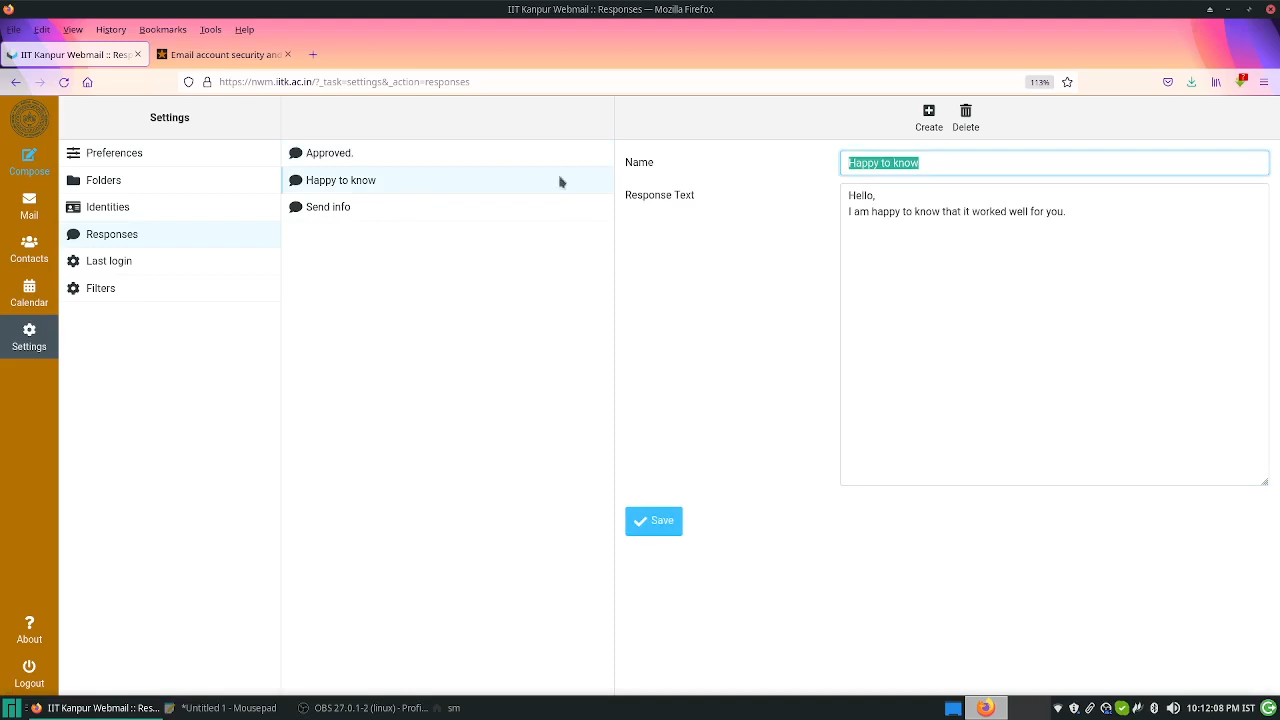 IIT Kanpur Webmail :: Responses — Mozilla Firefox
File Edit View History Bookmarks Tools Help
IIT Kanpur Webmail :: Resp
Email account security and
https://nwm.iitk.ac.in/?_task=settings&_action=responses
113%
Settings
Create
Delete
Compose
Mail
Contacts
Calendar
Settings
About
Logout
Preferences
Folders
Identities
Responses
Last login
Filters
Approved.
Happy to know
Send info
Name
Happy to know
Response Text
Hello,
I am happy to know that it worked well for you.
Save
IIT Kanpur Webmail :: Res...
*Untitled 1 - Mousepad
OBS 27.0.1-2 (linux) - Profi...
sm
10:12:08 PM IST